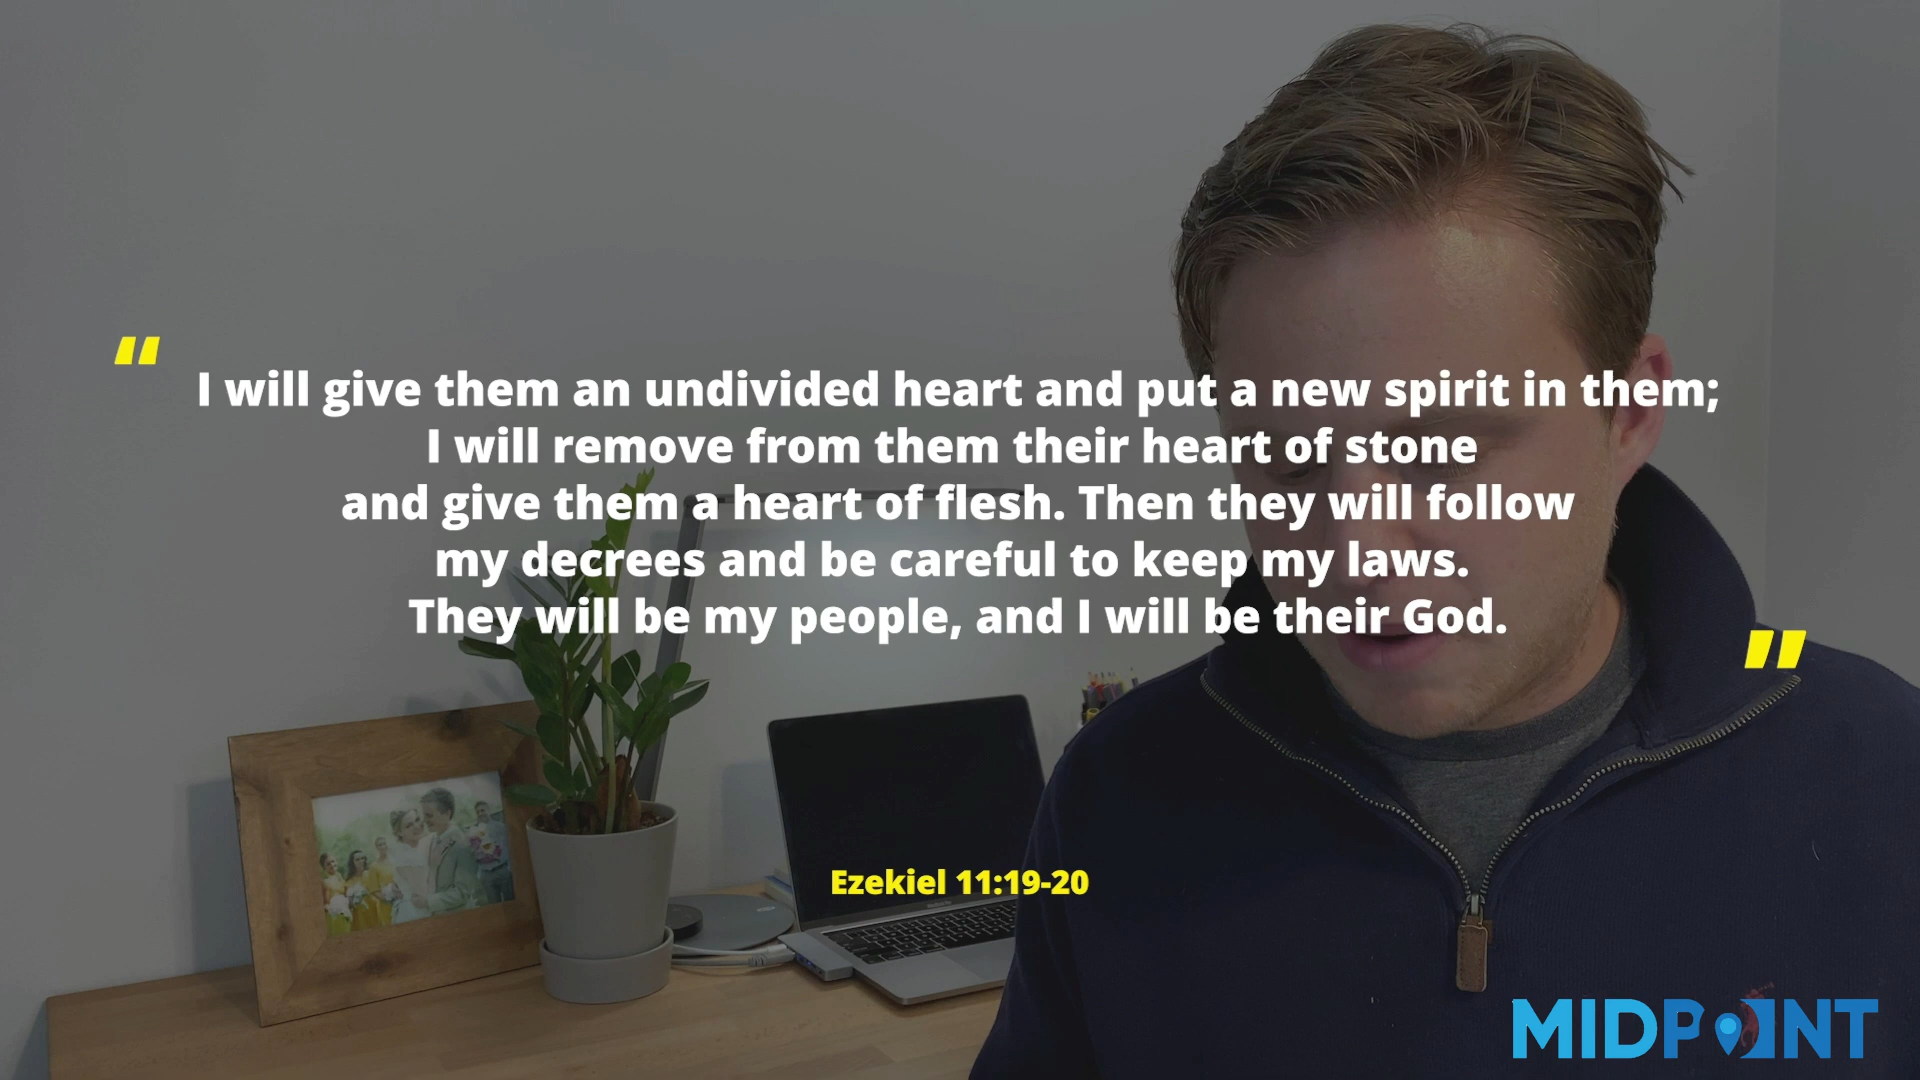 “
I will give them an undivided heart and put a new spirit in them;
I will remove from them their heart of stone
and give them a heart of flesh. Then they will follow
my decrees and be careful to keep my laws.
They will be my people, and I will be their God.
”
Ezekiel 11:19-20
MIDPOINT